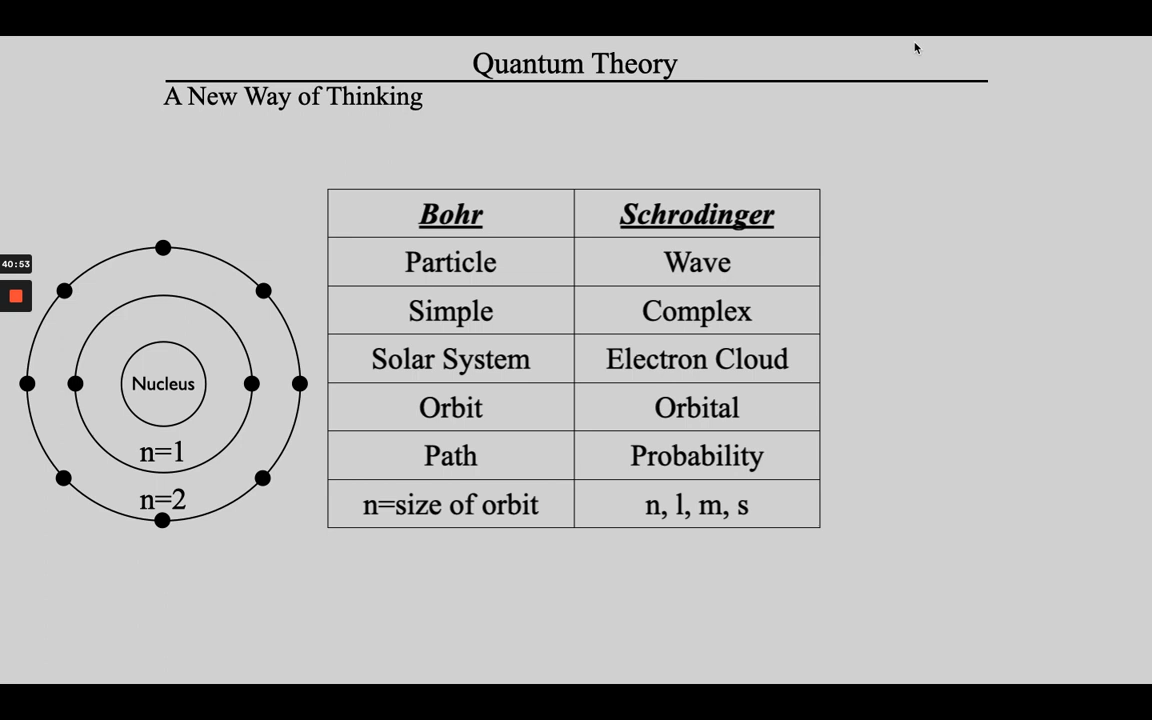 Quantum Theory
A New Way of Thinking
Bohr Schrodinger
Particle Wave
Simple Complex
Solar System Electron Cloud
Orbit Orbital
Path Probability
n=size of orbit n, l, m, s
40:53
Nucleus
n=1
n=2